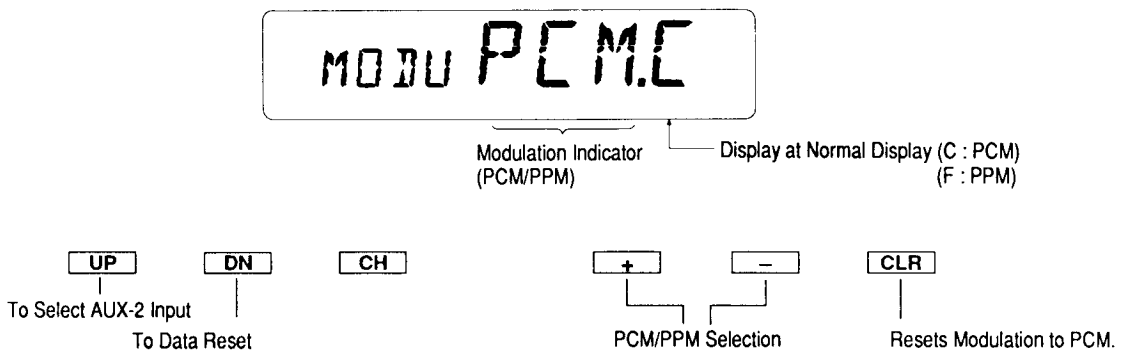 MODU PCM.C
Modulation Indicator
(PCM/PPM)
Display at Normal Display (C : PCM)
(F : PPM)
UP DN CH + − CLR
To Select AUX-2 Input
To Data Reset
PCM/PPM Selection
Resets Modulation to PCM.